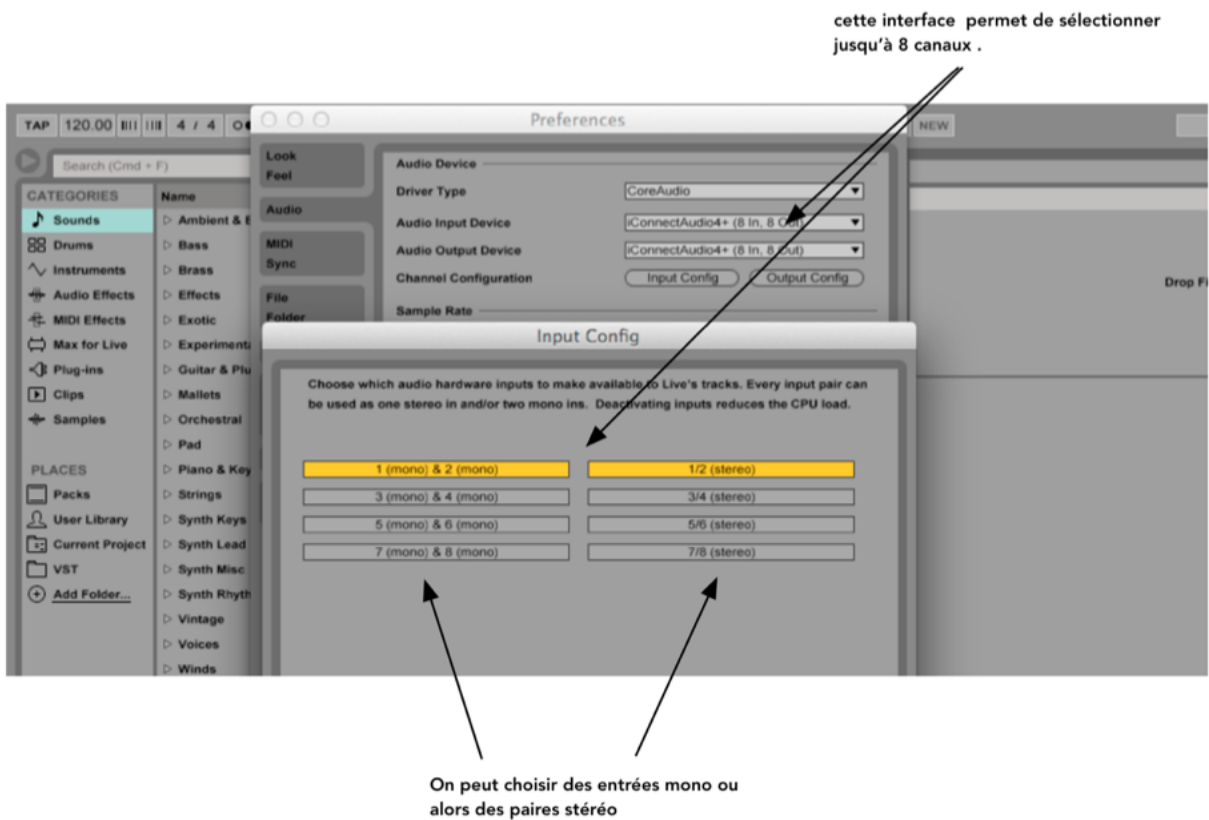 cette interface permet de sélectionner
jusqu'à 8 canaux .
Preferences
TAP 120.00 4 / 4
NEW
Search (Cmd + F)
Look
Feel
Audio
MIDI
Sync
File
Folder
Audio Device
Driver Type CoreAudio
Audio Input Device iConnectAudio4+ (8 In, 8 Out)
Audio Output Device iConnectAudio4+ (8 In, 8 Out)
Channel Configuration Input Config Output Config
Sample Rate
Drop Fi
CATEGORIES
Sounds
Drums
Instruments
Audio Effects
MIDI Effects
Max for Live
Plug-ins
Clips
Samples
PLACES
Packs
User Library
Current Project
VST
Add Folder...
Name
Ambient & E
Bass
Brass
Effects
Exotic
Experimenta
Guitar & Plu
Mallets
Orchestral
Pad
Piano & Key
Strings
Synth Keys
Synth Lead
Synth Misc
Synth Rhyth
Vintage
Voices
Winds
Input Config
Choose which audio hardware inputs to make available to Live's tracks. Every input pair can
be used as one stereo in and/or two mono ins. Deactivating inputs reduces the CPU load.
1 (mono) & 2 (mono) 1/2 (stereo)
3 (mono) & 4 (mono) 3/4 (stereo)
5 (mono) & 6 (mono) 5/6 (stereo)
7 (mono) & 8 (mono) 7/8 (stereo)
On peut choisir des entrées mono ou
alors des paires stéréo